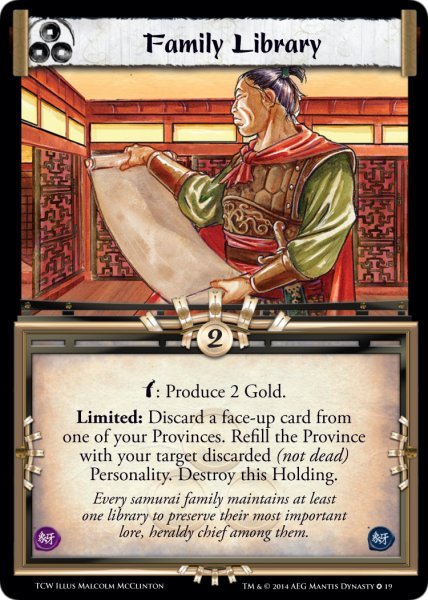 Family Library
2
: Produce 2 Gold.
Limited: Discard a face-up card from
one of your Provinces. Refill the Province
with your target discarded (not dead)
Personality. Destroy this Holding.
Every samurai family maintains at least
one library to preserve their most important
lore, heraldy chief among them.
TCW Illus Malcolm McClinton
TM & © 2014 AEG Mantis Dynasty ✪ 19